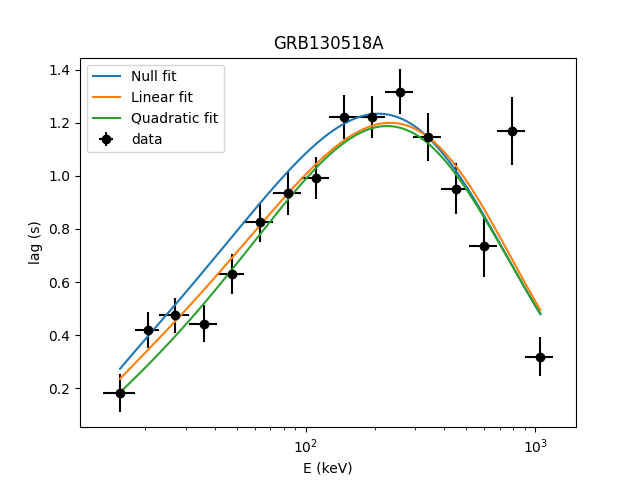 GRB130518A
Null fit
Linear fit
Quadratic fit
data
lag (s)
1.4
1.2
1.0
0.8
0.6
0.4
0.2
10² 10³
E (keV)